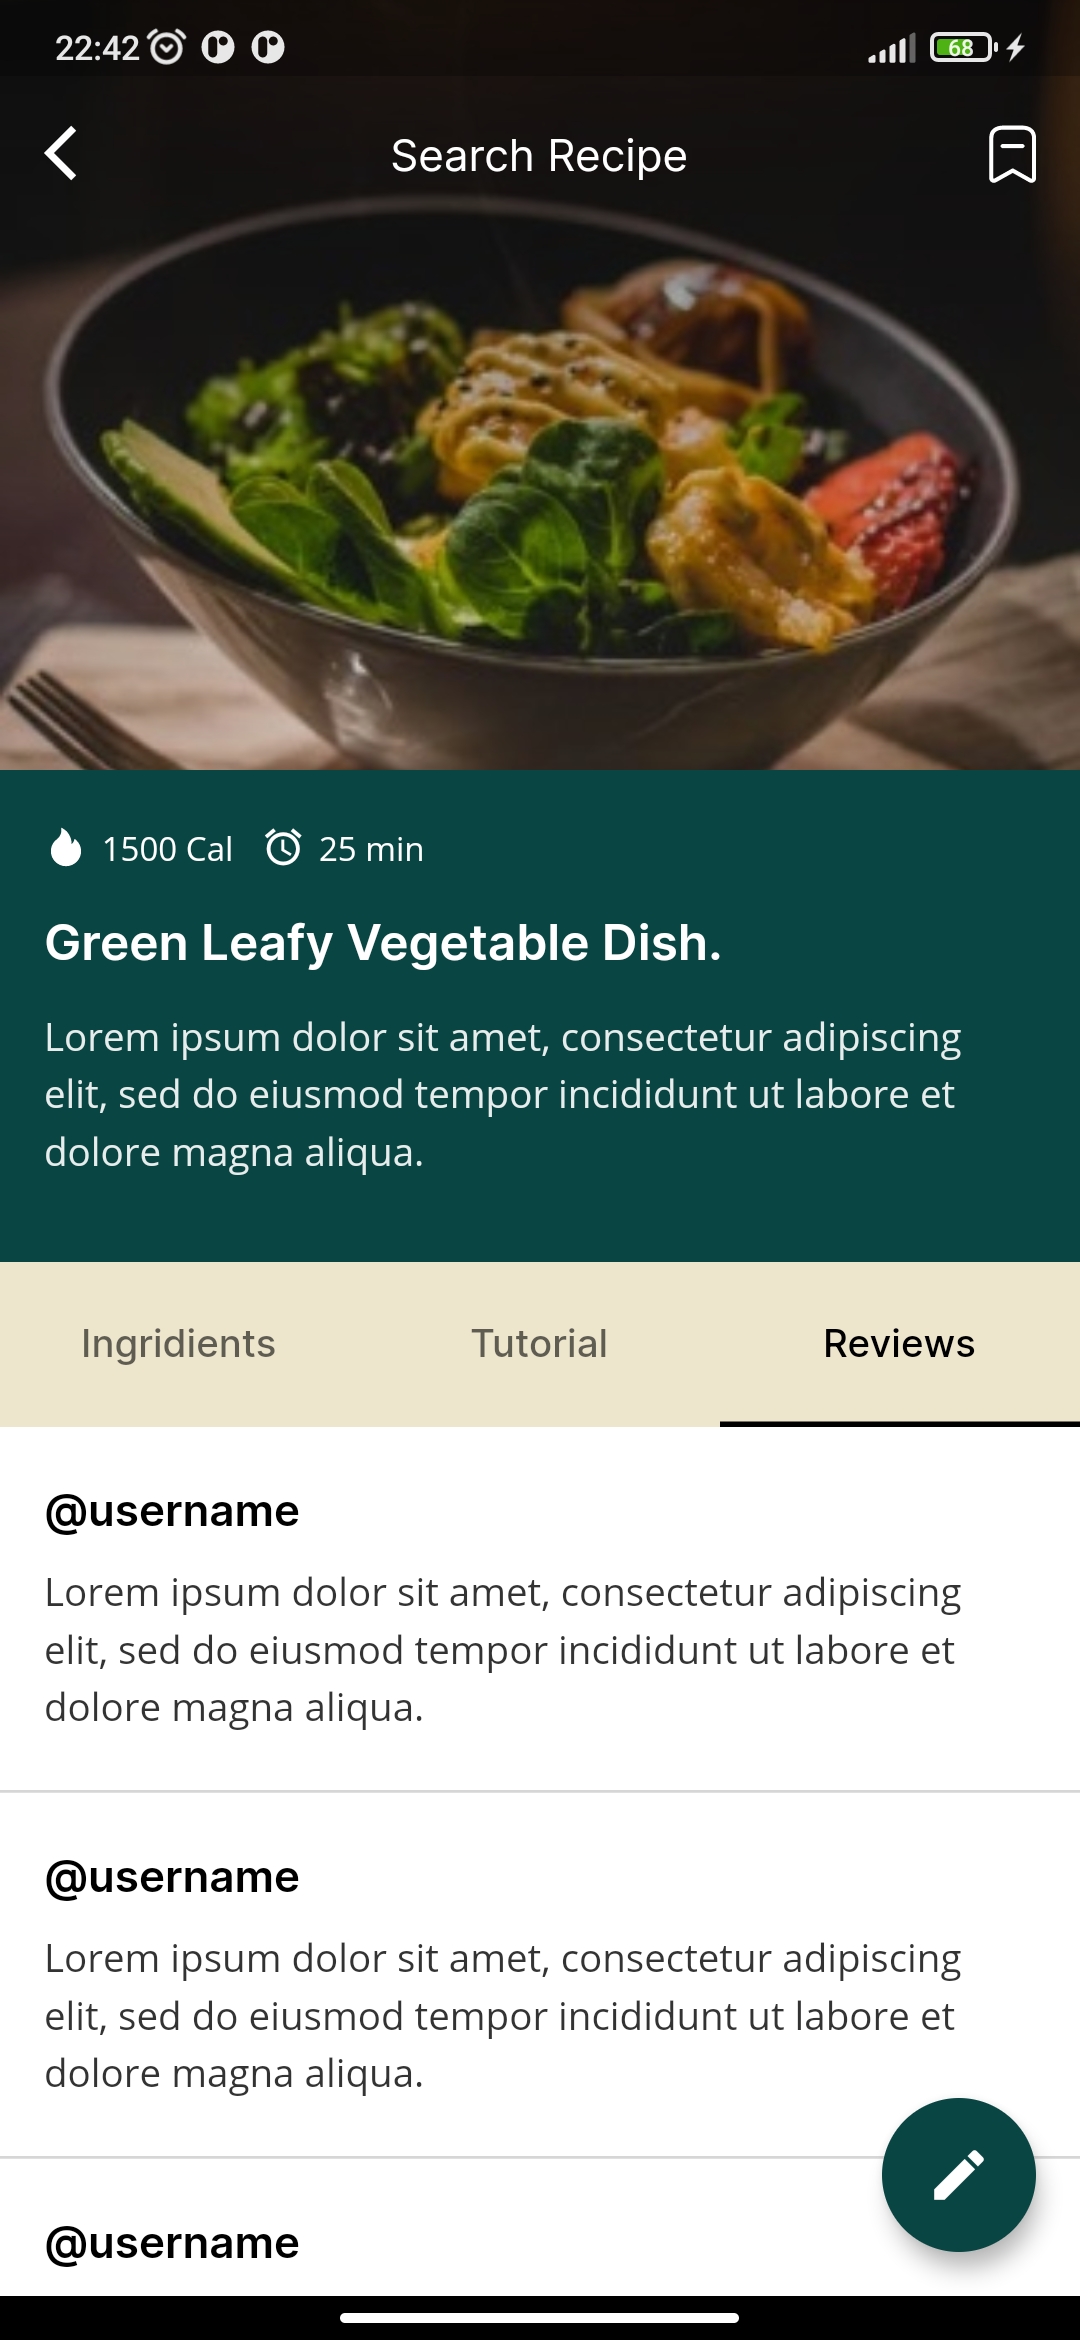 22:42
68
Search Recipe
1500 Cal 25 min
Green Leafy Vegetable Dish.
Lorem ipsum dolor sit amet, consectetur adipiscing
elit, sed do eiusmod tempor incididunt ut labore et
dolore magna aliqua.
Ingridients Tutorial Reviews
@username
Lorem ipsum dolor sit amet, consectetur adipiscing
elit, sed do eiusmod tempor incididunt ut labore et
dolore magna aliqua.
@username
Lorem ipsum dolor sit amet, consectetur adipiscing
elit, sed do eiusmod tempor incididunt ut labore et
dolore magna aliqua.
@username